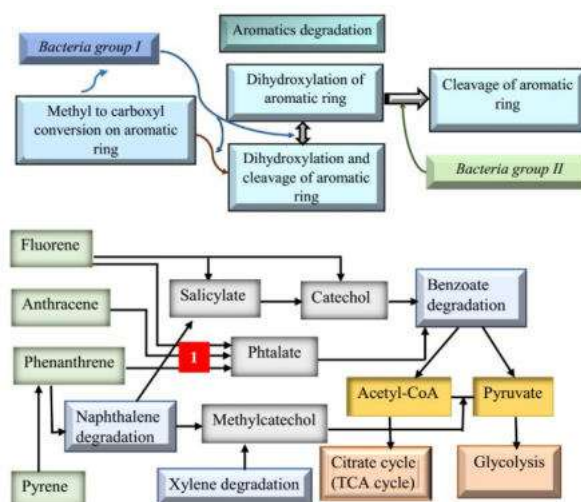 Aromatics degradation
Bacteria group I
Dihydroxylation of
aromatic ring
Cleavage of aromatic
ring
Methyl to carboxyl
conversion on aromatic
ring
Dihydroxylation and
cleavage of aromatic
ring
Bacteria group II
Fluorene
Salicylate
Catechol
Benzoate
degradation
Anthracene
1
Phtalate
Phenanthrene
Acetyl-CoA
Pyruvate
Naphthalene
degradation
Methylcatechol
Pyrene
Xylene degradation
Citrate cycle
(TCA cycle)
Glycolysis